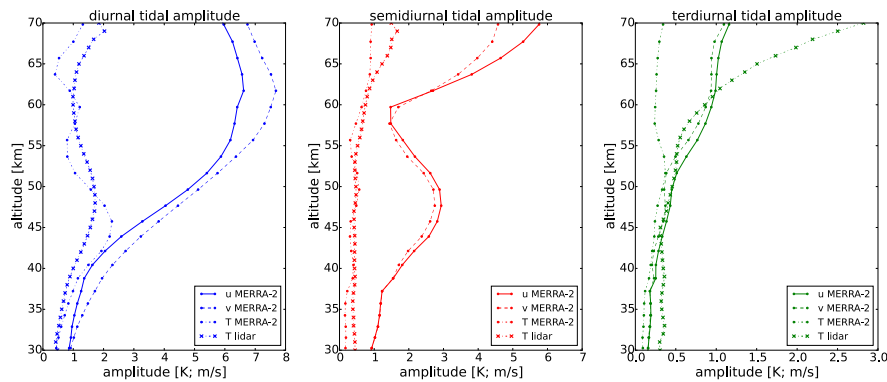 diurnal tidal amplitude
semidiurnal tidal amplitude
terdiurnal tidal amplitude
altitude [km]
70
65
60
55
50
45
40
35
30
0 1 2 3 4 5 6 7 8
amplitude [K; m/s]
u MERRA-2
v MERRA-2
T MERRA-2
T lidar
altitude [km]
70
65
60
55
50
45
40
35
30
0 1 2 3 4 5 6 7
amplitude [K; m/s]
u MERRA-2
v MERRA-2
T MERRA-2
T lidar
altitude [km]
70
65
60
55
50
45
40
35
30
0.0 0.5 1.0 1.5 2.0 2.5 3.0
amplitude [K; m/s]
u MERRA-2
v MERRA-2
T MERRA-2
T lidar